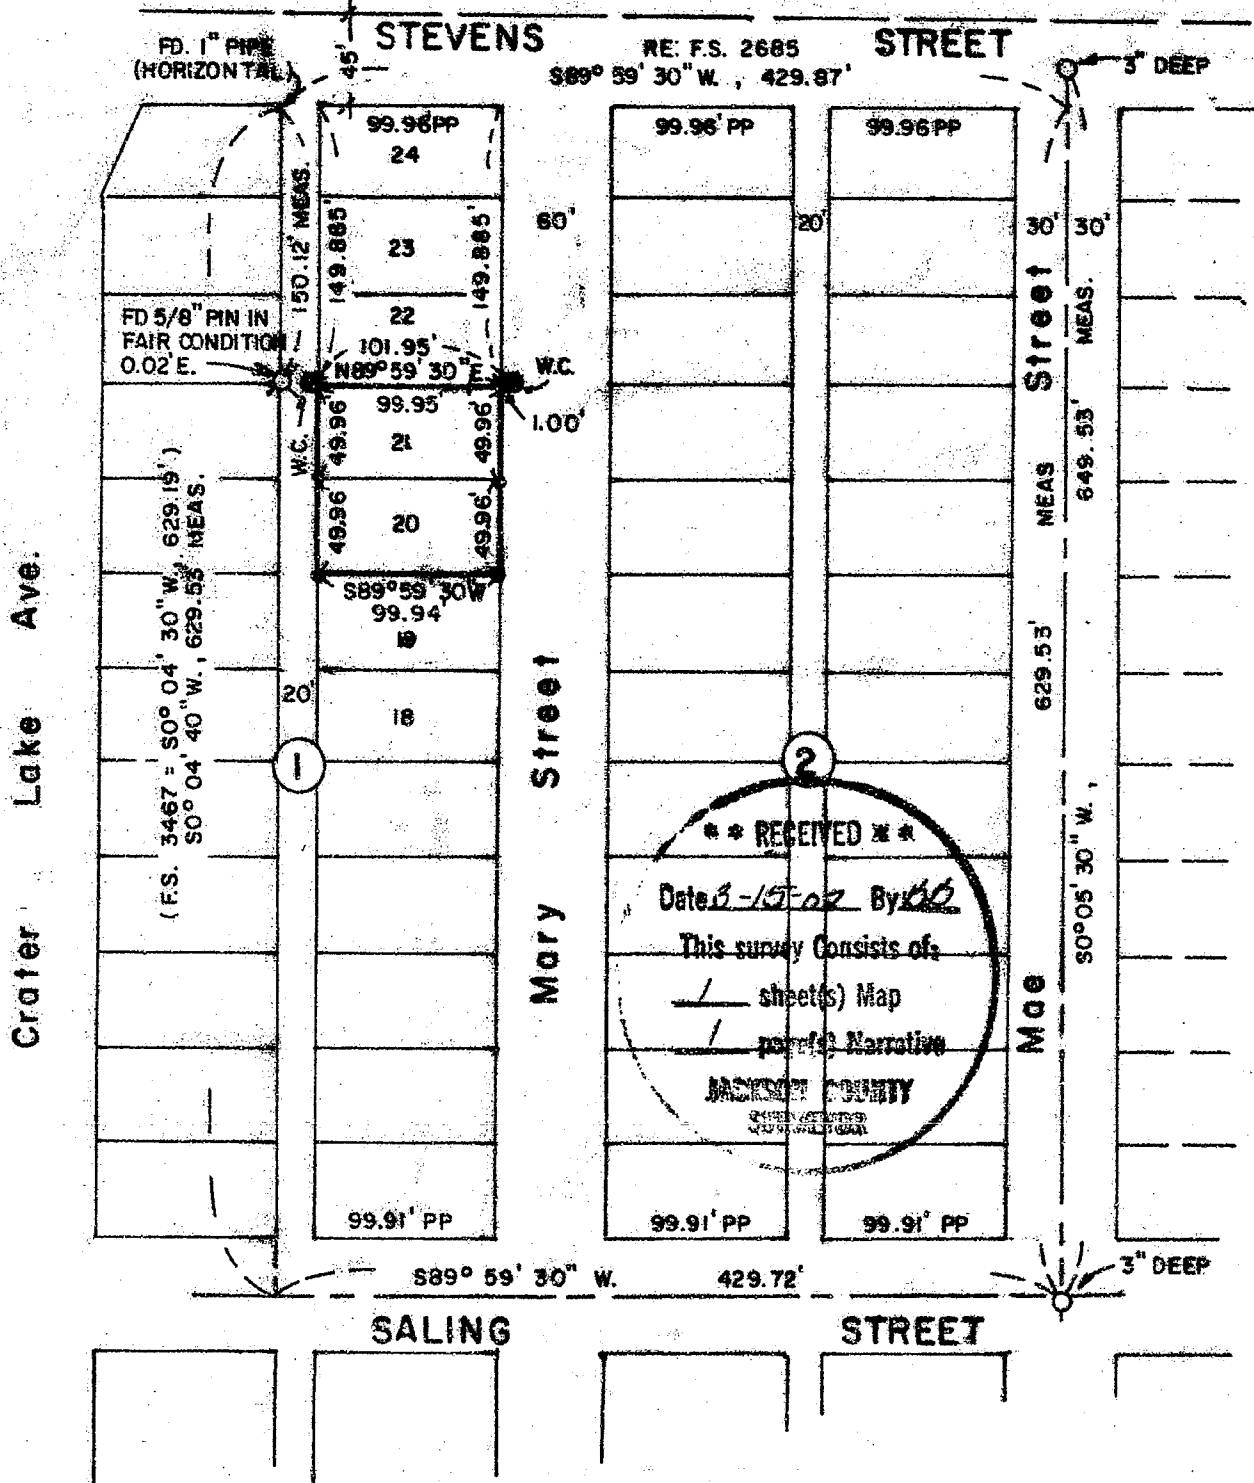 STEVENS STREET
FD. 1" PIPE
(HORIZONTAL)
45'
RE: F.S. 2685
S89° 59' 30" W. , 429.87'
3" DEEP
99.96' PP
99.96' PP
99.96 PP
24
150.12' MEAS.
149.885'
149.885'
23
60'
20'
30'
30'
22
FD 5/8" PIN IN
FAIR CONDITION
0.02' E.
101.95'
N89° 59' 30" E
W.C.
99.95'
1.00'
W.C.
49.96'
49.96'
21
49.96
49.96'
20
S89° 59' 30" W
99.94'
19
20'
18
1
2
(F.S. 3467 = S0° 04' 30" W., 629.19')
S0° 04' 40" W., 629.53' MEAS.
Crater Lake Ave.
Mary Street
Mae Street
629.53' MEAS
S0° 05' 30" W. , 649.53' MEAS.
* * RECEIVED * *
Date 3-15-02 By
This survey Consists of:
1 sheet(s) Map
1 page(s) Narrative
JACKSON COUNTY
SURVEYOR
99.91' PP
99.91' PP
99.91' PP
S89° 59' 30" W. 429.72'
3" DEEP
SALING STREET